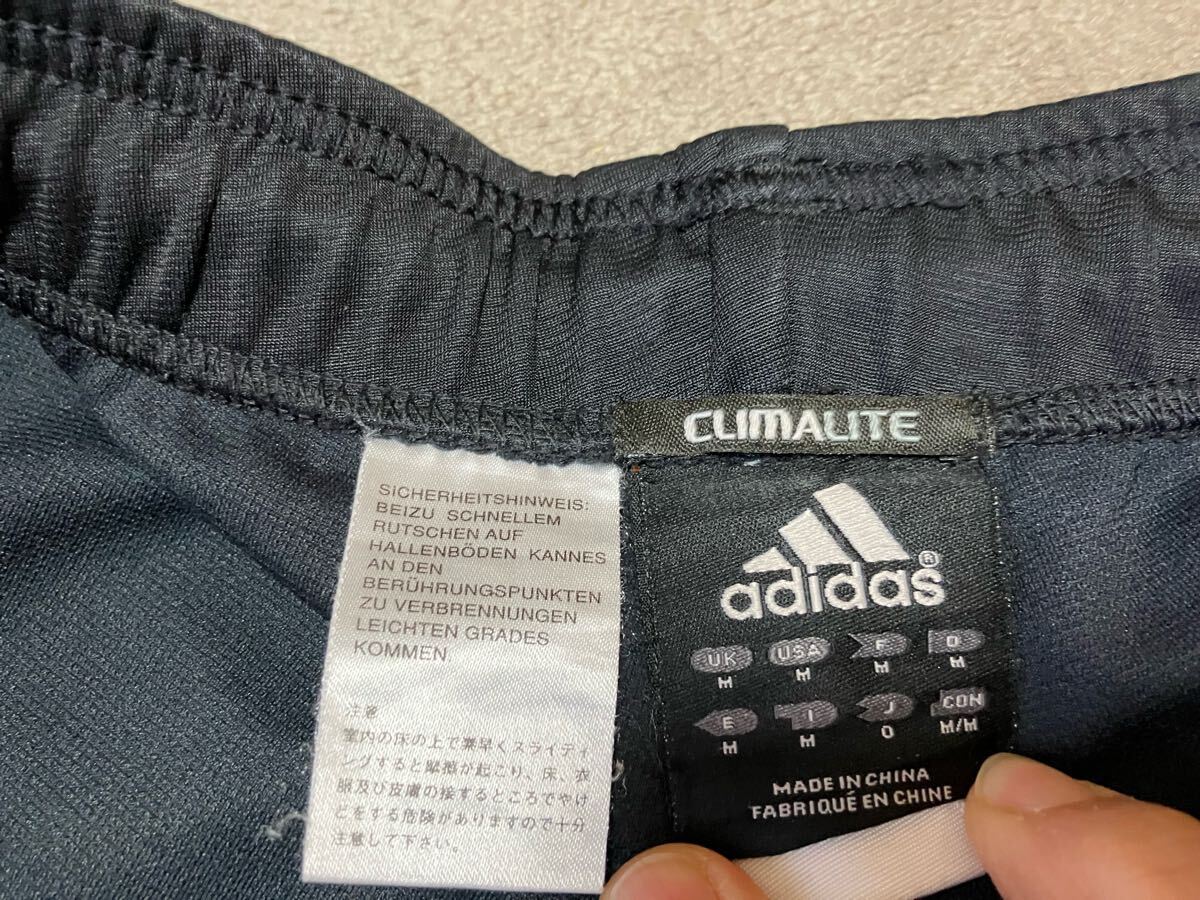 CLIMALITE
SICHERHEITSHINWEIS:
BEIZU SCHNELLEM
RUTSCHEN AUF
HALLENBÖDEN KANNES
AN DEN
BERÜHRUNGSPUNKTEN
ZU VERBRENNUNGEN
LEICHTEN GRADES
KOMMEN.
注意
室内の床の上で素早くスライディ
ングすると摩擦が起こり、床、衣
服及び皮膚の接するところでやけ
どをする危険がありますので十分
注意して下さい。
adidas®
UK USA F D
M M M M
E I J CON
M M O M/M
MADE IN CHINA
FABRIQUÉ EN CHINE